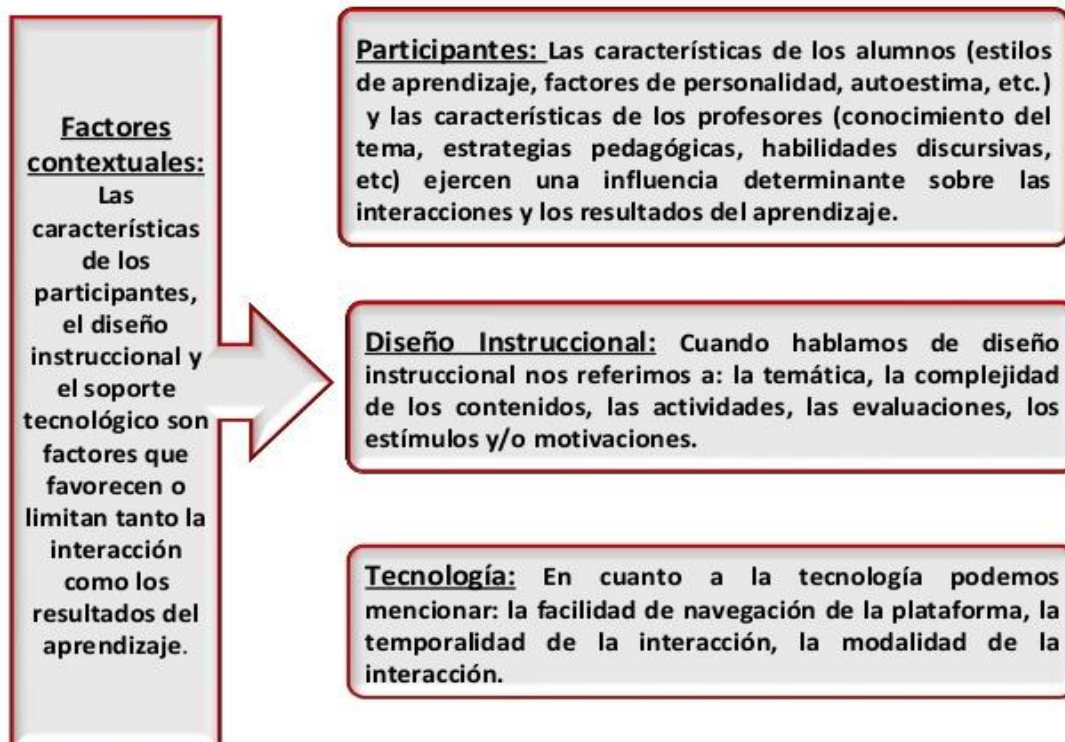 Factores
contextuales:
Las
características
de los
participantes,
el diseño
instruccional y
el soporte
tecnológico son
factores que
favorecen o
limitan tanto la
interacción
como los
resultados del
aprendizaje.
Participantes: Las características de los alumnos (estilos
de aprendizaje, factores de personalidad, autoestima, etc.)
y las características de los profesores (conocimiento del
tema, estrategias pedagógicas, habilidades discursivas,
etc) ejercen una influencia determinante sobre las
interacciones y los resultados del aprendizaje.
Diseño Instruccional: Cuando hablamos de diseño
instruccional nos referimos a: la temática, la complejidad
de los contenidos, las actividades, las evaluaciones, los
estímulos y/o motivaciones.
Tecnología: En cuanto a la tecnología podemos
mencionar: la facilidad de navegación de la plataforma, la
temporalidad de la interacción, la modalidad de la
interacción.